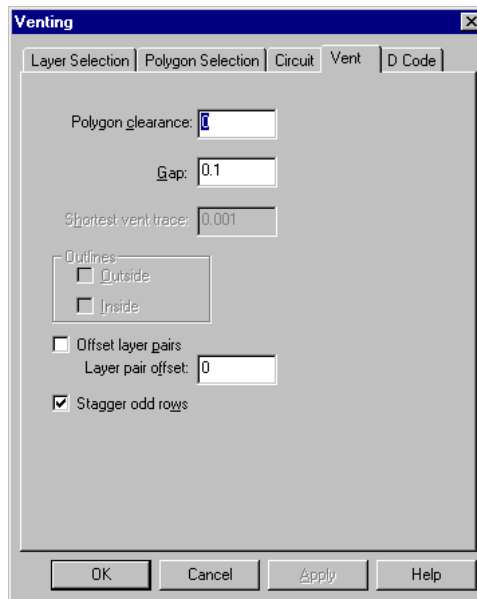 Venting
Layer Selection Polygon Selection Circuit Vent D Code
Polygon clearance: 0
Gap: 0.1
Shortest vent trace: 0.001
Outlines
Outside
Inside
Offset layer pairs
Layer pair offset: 0
Stagger odd rows
OK Cancel Apply Help